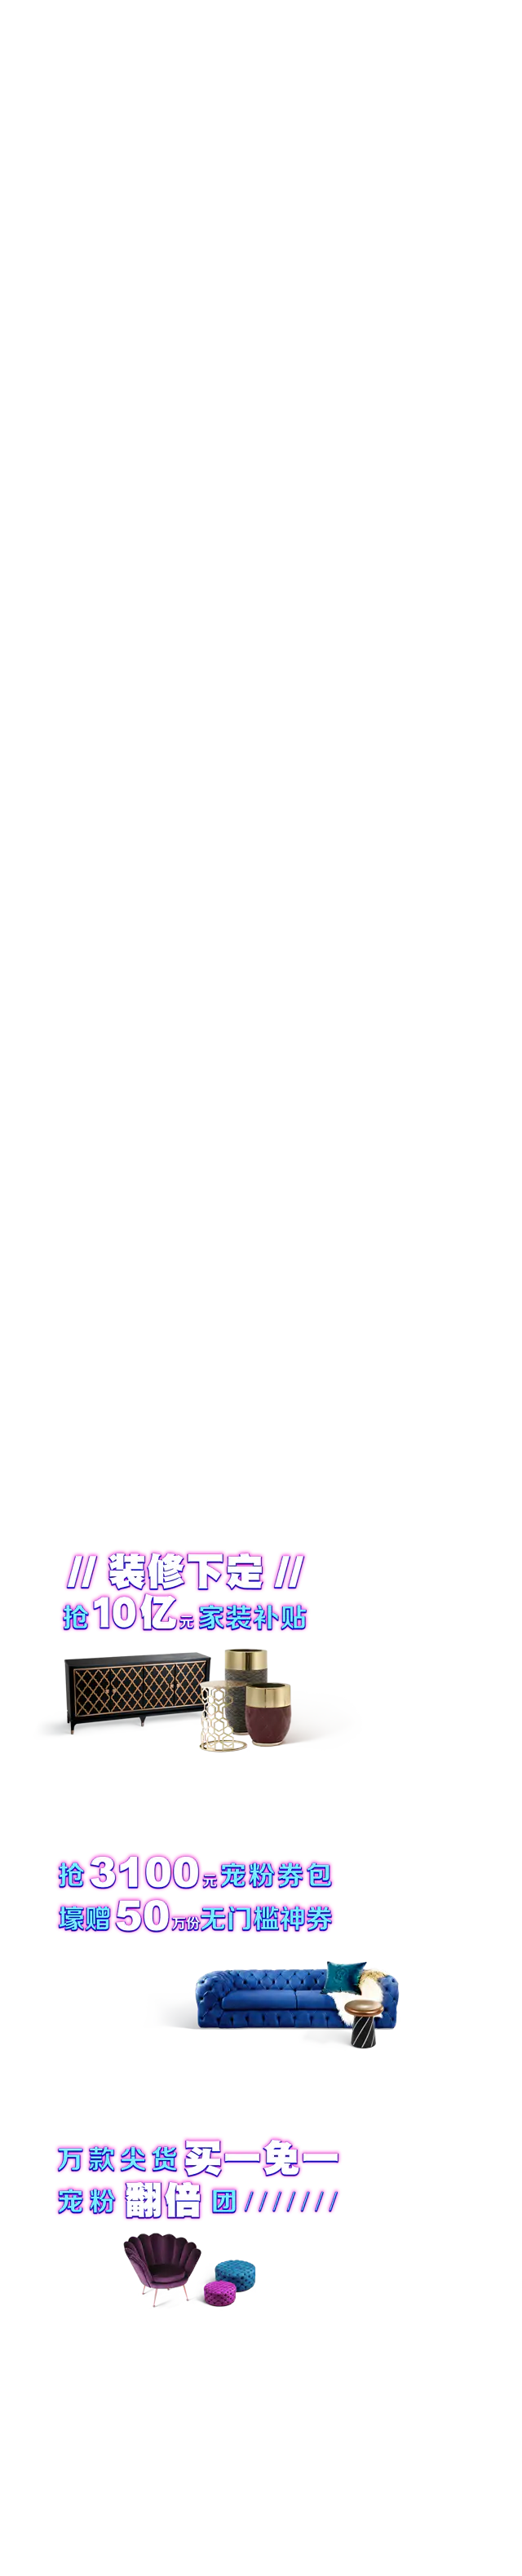 // 装修下定 //
抢10亿元家装补贴
抢3100元宠粉券包
壕赠50万份无门槛神券
万款尖货买一免一
宠粉翻倍团///////